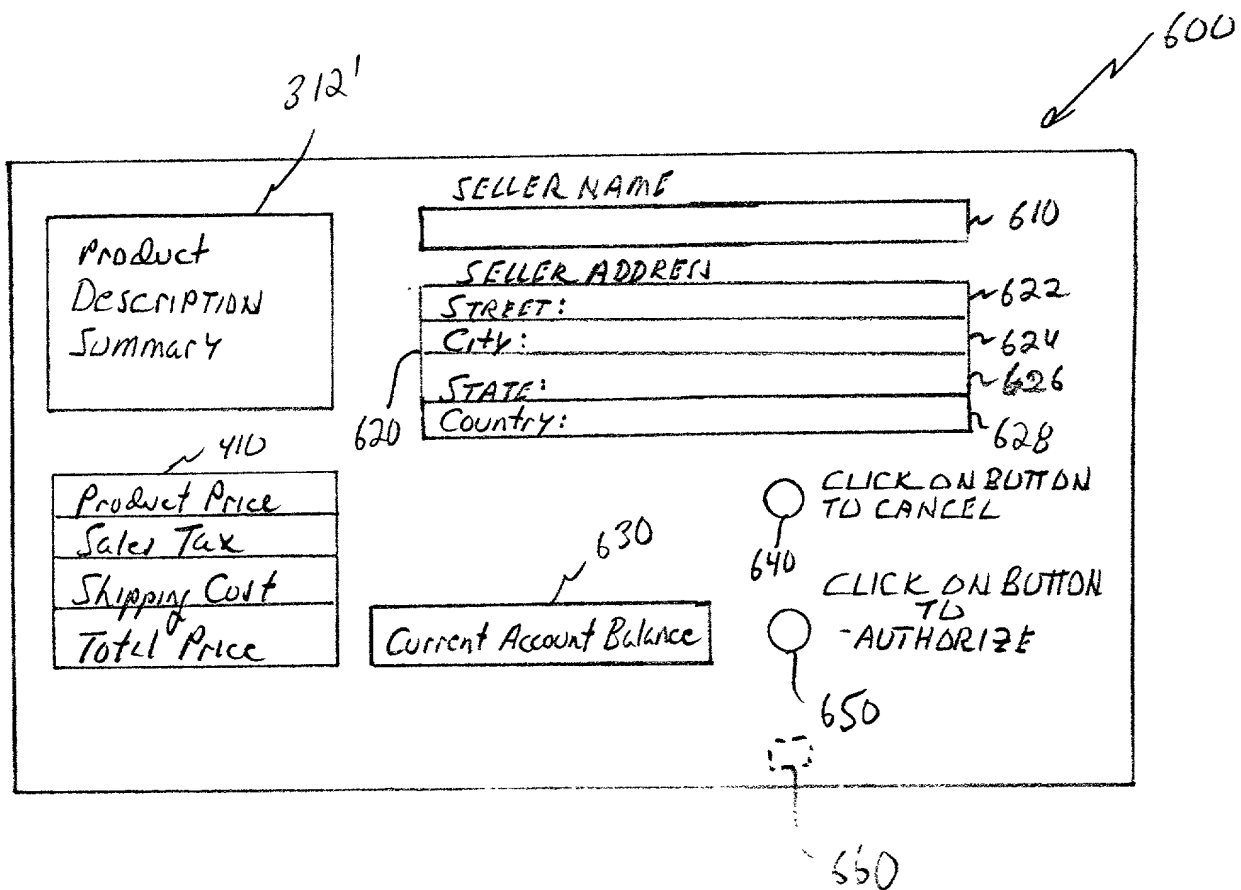 600
312'
SELLER NAME
610
Product
Description
Summary
SELLER ADDRESS
STREET:
622
City:
624
STATE:
626
Country:
620
628
410
Product Price
Sales Tax
Shipping Cost
Total Price
630
Current Account Balance
CLICK ON BUTTON
TO CANCEL
640
CLICK ON BUTTON
TO
AUTHORIZE
650
660